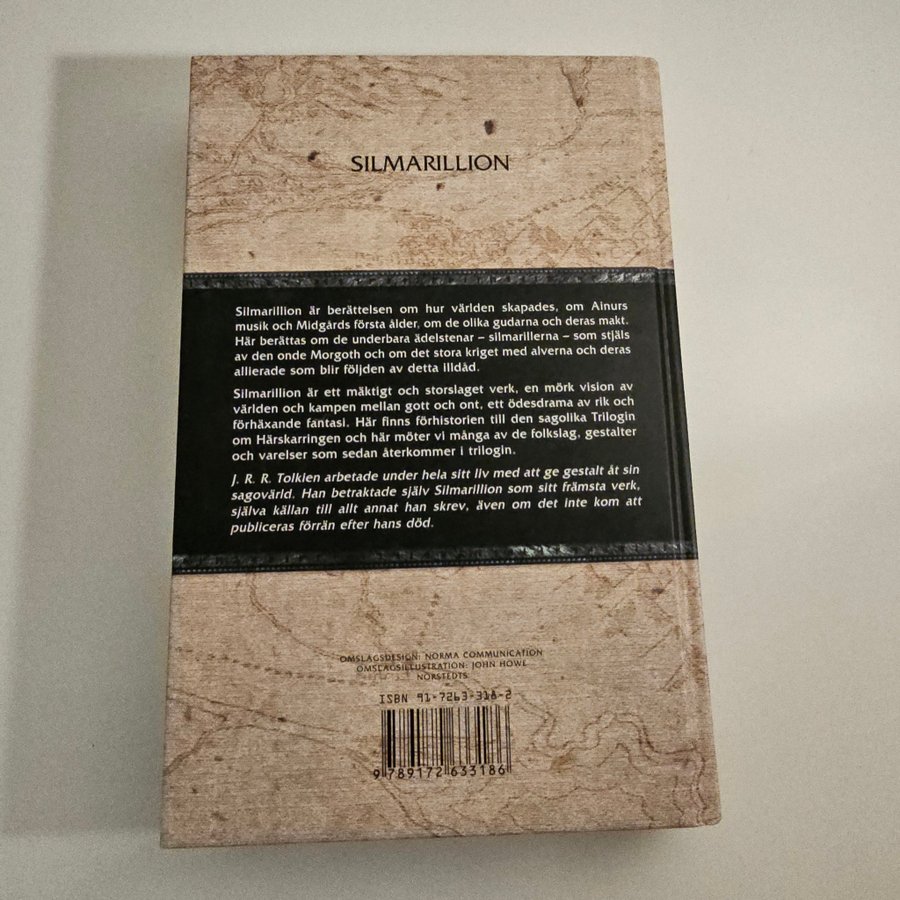 SILMARILLION
Silmarillion är berättelsen om hur världen skapades, om Ainurs
musik och Midgårds första ålder, om de olika gudarna och deras makt.
Här berättas om de underbara ädelstenar – silmarillerna – som stjäls
av den onde Morgoth och om det stora kriget med alverna och deras
allierade som blir följden av detta illdåd.
Silmarillion är ett mäktigt och storslaget verk, en mörk vision av
världen och kampen mellan gott och ont, ett ödesdrama av rik och
förhäxande fantasi. Här finns förhistorien till den sagolika Trilogin
om Härskarringen och här möter vi många av de folkslag, gestalter
och varelser som sedan återkommer i trilogin.
J. R. R. Tolkien arbetade under hela sitt liv med att ge gestalt åt sin
sagovärld. Han betraktade själv Silmarillion som sitt främsta verk,
själva källan till allt annat han skrev, även om det inte kom att
publiceras förrän efter hans död.
OMSLAGSDESIGN: NORMA COMMUNICATION
OMSLAGSILLUSTRATION: JOHN HOWE
NORSTEDTS
ISBN 91-7263-318-2
9 789172 633186